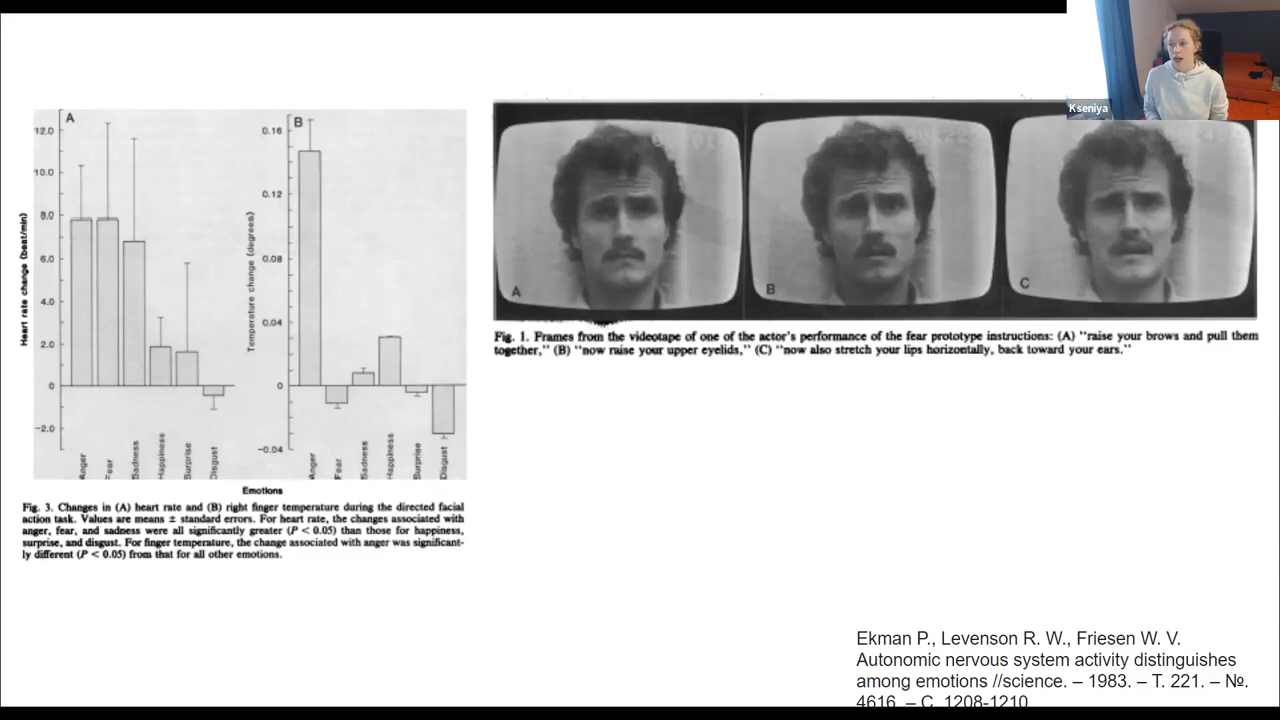 Kseniya
A
B
12.0
10.0
8.0
6.0
4.0
2.0
0
-2.0
Heart rate change (beat/min)
Anger
Fear
Sadness
Happiness
Surprise
Disgust
0.16
0.12
0.08
0.04
0
-0.04
Temperature change (degrees)
Anger
Fear
Sadness
Happiness
Surprise
Disgust
Emotions
Fig. 3. Changes in (A) heart rate and (B) right finger temperature during the directed facial
action task. Values are means ± standard errors. For heart rate, the changes associated with
anger, fear, and sadness were all significantly greater (P < 0.05) than those for happiness,
surprise, and disgust. For finger temperature, the change associated with anger was significant-
ly different (P < 0.05) from that for all other emotions.
A
B
C
Fig. 1. Frames from the videotape of one of the actor's performance of the fear prototype instructions: (A) "raise your brows and pull them
together," (B) "now raise your upper eyelids," (C) "now also stretch your lips horizontally, back toward your ears."
Ekman P., Levenson R. W., Friesen W. V.
Autonomic nervous system activity distinguishes
among emotions //science. – 1983. – Т. 221. – №.
4616. – С. 1208-1210